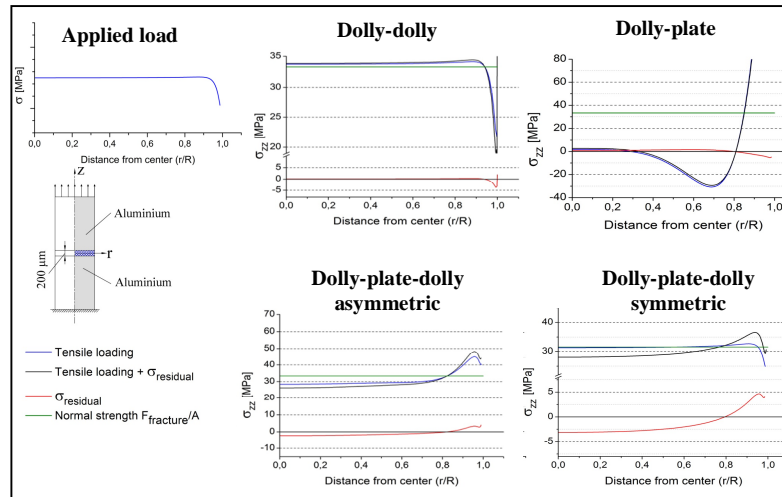 Applied load
σ [MPa]
0,0 0,2 0,4 0,6 0,8 1,0
Distance from center (r/R)
z
Aluminium
r
200 µm
Aluminium
Tensile loading
Tensile loading + σresidual
σresidual
Normal strength Ffracture/A
Dolly-dolly
35
30
25
20
0
-5
σzz [MPa]
0,0 0,2 0,4 0,6 0,8 1,0
Distance from center (r/R)
Dolly-plate
80
60
40
20
0
-20
-40
σzz [MPa]
0,0 0,2 0,4 0,6 0,8 1,0
Distance from center (r/R)
Dolly-plate-dolly
asymmetric
70
60
50
40
30
20
10
0
-10
σzz [MPa]
0,0 0,2 0,4 0,6 0,8 1,0
Distance from center (r/R)
Dolly-plate-dolly
symmetric
40
30
5
0
-5
σzz [MPa]
0,0 0,2 0,4 0,6 0,8 1,0
Distance from center (r/R)